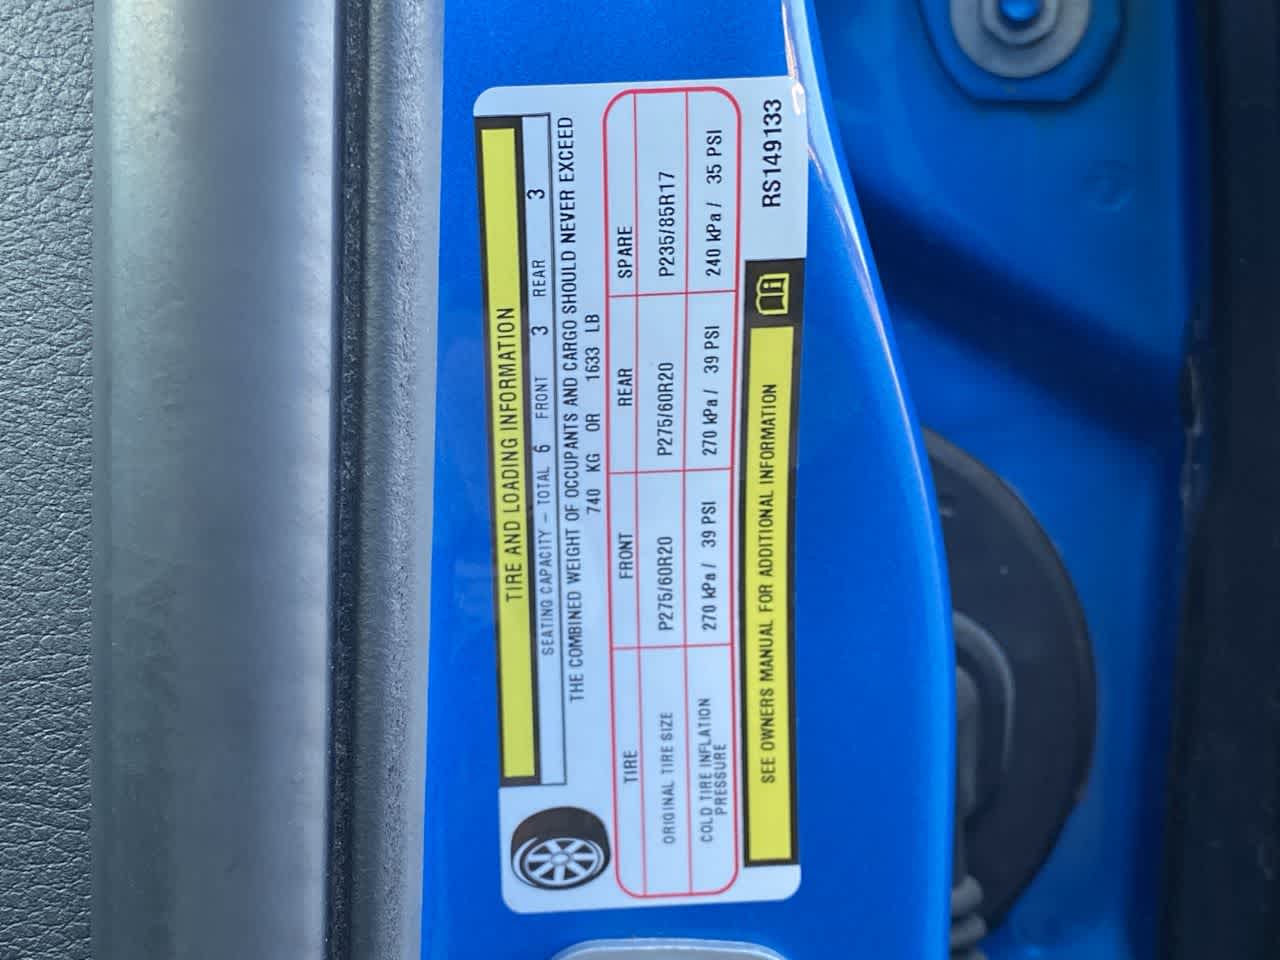 TIRE AND LOADING INFORMATION
SEATING CAPACITY – TOTAL 6 FRONT 3 REAR 3
THE COMBINED WEIGHT OF OCCUPANTS AND CARGO SHOULD NEVER EXCEED
740 KG OR 1633 LB
TIRE FRONT REAR SPARE
ORIGINAL TIRE SIZE P275/60R20 P275/60R20 P235/85R17
COLD TIRE INFLATION PRESSURE 270 kPa / 39 PSI 270 kPa / 39 PSI 240 kPa / 35 PSI
SEE OWNERS MANUAL FOR ADDITIONAL INFORMATION
RS149133